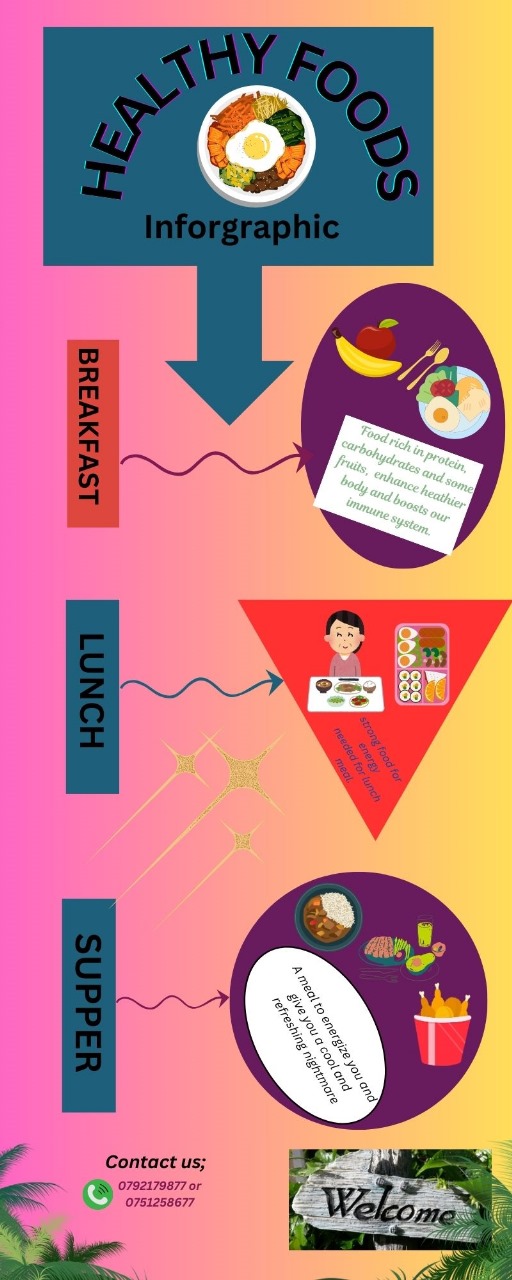 HEALTHY FOODS
Inforgraphic
BREAKFAST
Food rich in protein,
carbohydrates and some
fruits, enhance heathier
body and boosts our
immune system.
LUNCH
strong food for
energy
needed for lunch
meal.
SUPPER
A meal to energize you and
give you a cool and
refreshing nightmare
Contact us;
0792179877 or
0751258677
Welcome